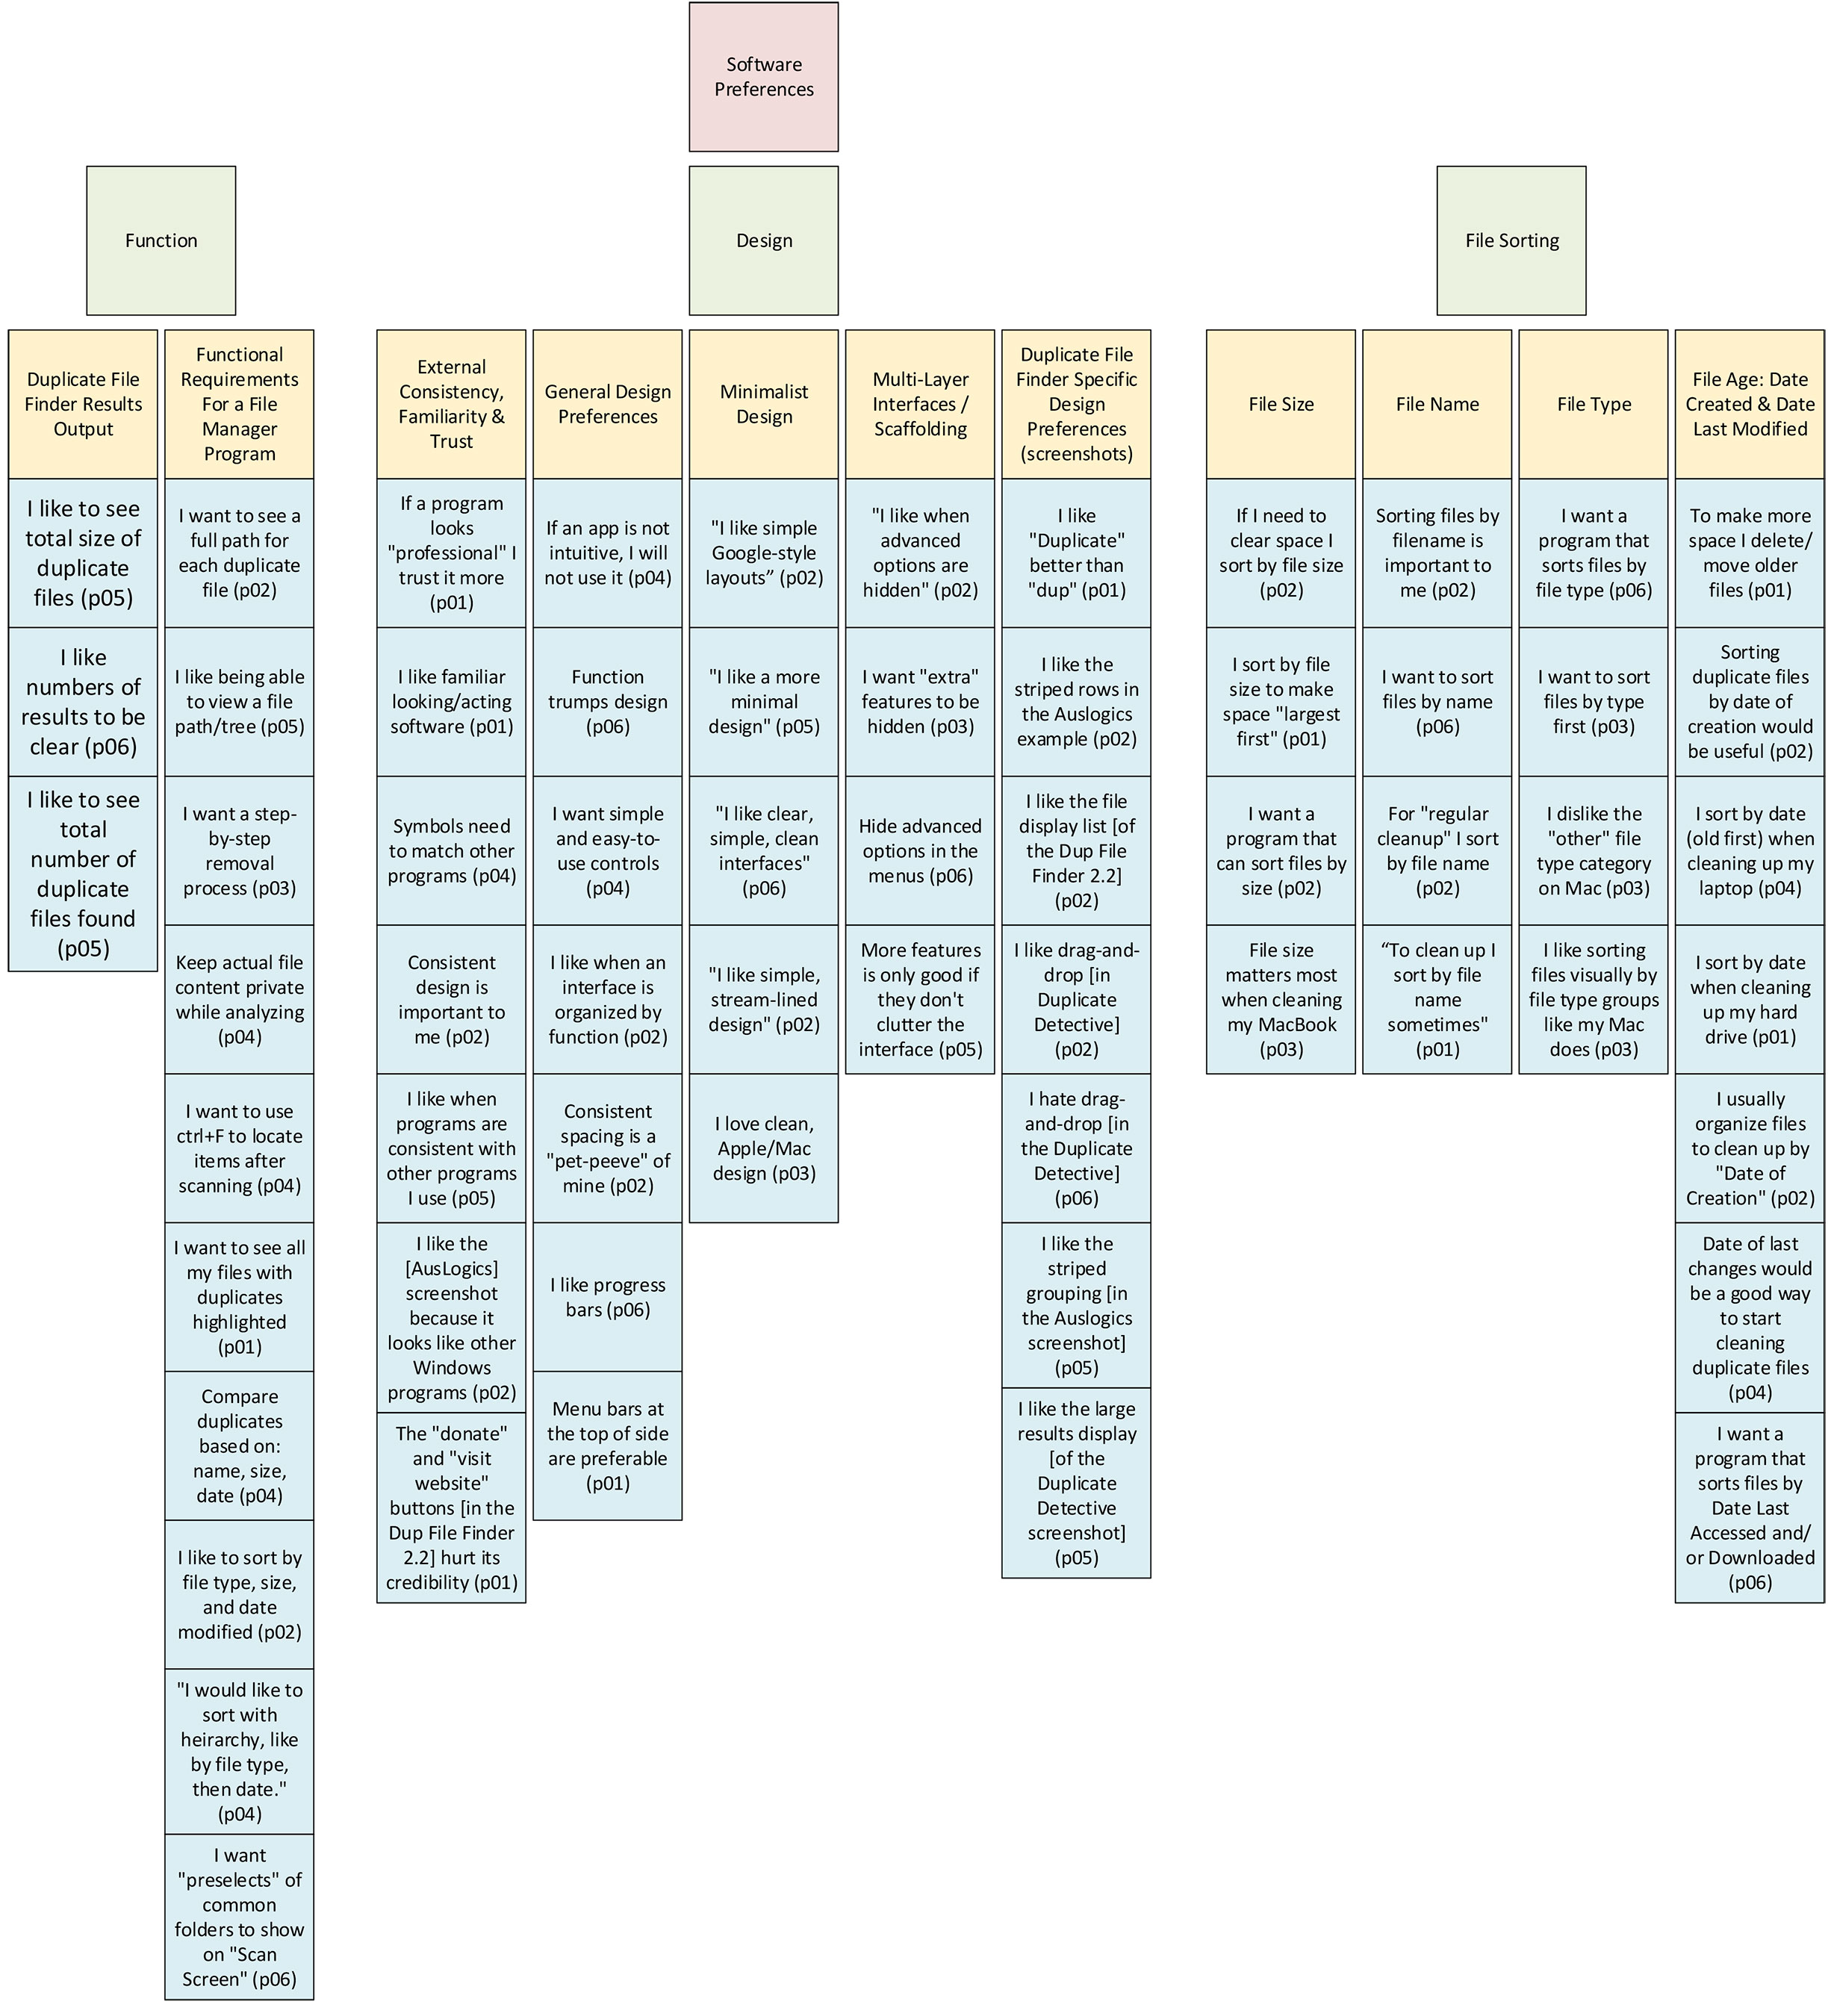 Software
Preferences
Function
Design
File Sorting
Duplicate File
Finder Results
Output
I like to see
total size of
duplicate
files (p05)
I like
numbers of
results to be
clear (p06)
I like to see
total
number of
duplicate
files found
(p05)
Functional
Requirements
For a File
Manager
Program
I want to see a
full path for
each duplicate
file (p02)
I like being able
to view a file
path/tree (p05)
I want a step-
by-step
removal
process (p03)
Keep actual file
content private
while analyzing
(p04)
I want to use
ctrl+F to locate
items after
scanning (p04)
I want to see all
my files with
duplicates
highlighted
(p01)
Compare
duplicates
based on:
name, size,
date (p04)
I like to sort by
file type, size,
and date
modified (p02)
"I would like to
sort with
heirarchy, like
by file type,
then date."
(p04)
I want
"preselects" of
common
folders to show
on "Scan
Screen" (p06)
External
Consistency,
Familiarity &
Trust
If a program
looks
"professional" I
trust it more
(p01)
I like familiar
looking/acting
software (p01)
Symbols need
to match other
programs (p04)
Consistent
design is
important to
me (p02)
I like when
programs are
consistent with
other programs
I use (p05)
I like the
[AusLogics]
screenshot
because it
looks like other
Windows
programs (p02)
The "donate"
and "visit
website"
buttons [in the
Dup File Finder
2.2] hurt its
credibility (p01)
General Design
Preferences
If an app is not
intuitive, I will
not use it (p04)
Function
trumps design
(p06)
I want simple
and easy-to-
use controls
(p04)
I like when an
interface is
organized by
function (p02)
Consistent
spacing is a
"pet-peeve" of
mine (p02)
I like progress
bars (p06)
Menu bars at
the top of side
are preferable
(p01)
Minimalist
Design
"I like simple
Google-style
layouts” (p02)
"I like a more
minimal
design" (p05)
"I like clear,
simple, clean
interfaces"
(p06)
"I like simple,
stream-lined
design" (p02)
I love clean,
Apple/Mac
design (p03)
Multi-Layer
Interfaces /
Scaffolding
"I like when
advanced
options are
hidden" (p02)
I want "extra"
features to be
hidden (p03)
Hide advanced
options in the
menus (p06)
More features
is only good if
they don't
clutter the
interface (p05)
Duplicate File
Finder Specific
Design
Preferences
(screenshots)
I like
"Duplicate"
better than
"dup" (p01)
I like the
striped rows in
the Auslogics
example (p02)
I like the file
display list [of
the Dup File
Finder 2.2]
(p02)
I like drag-and-
drop [in
Duplicate
Detective]
(p02)
I hate drag-
and-drop [in
the Duplicate
Detective]
(p06)
I like the
striped
grouping [in
the Auslogics
screenshot]
(p05)
I like the large
results display
[of the
Duplicate
Detective
screenshot]
(p05)
File Size
If I need to
clear space I
sort by file size
(p02)
I sort by file
size to make
space "largest
first" (p01)
I want a
program that
can sort files by
size (p02)
File size
matters most
when cleaning
my MacBook
(p03)
File Name
Sorting files by
filename is
important to
me (p02)
I want to sort
files by name
(p06)
For "regular
cleanup" I sort
by file name
(p02)
“To clean up I
sort by file
name
sometimes"
(p01)
File Type
I want a
program that
sorts files by
file type (p06)
I want to sort
files by type
first (p03)
I dislike the
"other" file
type category
on Mac (p03)
I like sorting
files visually by
file type groups
like my Mac
does (p03)
File Age: Date
Created & Date
Last Modified
To make more
space I delete/
move older
files (p01)
Sorting
duplicate files
by date of
creation would
be useful (p02)
I sort by date
(old first) when
cleaning up my
laptop (p04)
I sort by date
when cleaning
up my hard
drive (p01)
I usually
organize files
to clean up by
"Date of
Creation" (p02)
Date of last
changes would
be a good way
to start
cleaning
duplicate files
(p04)
I want a
program that
sorts files by
Date Last
Accessed and/
or Downloaded
(p06)